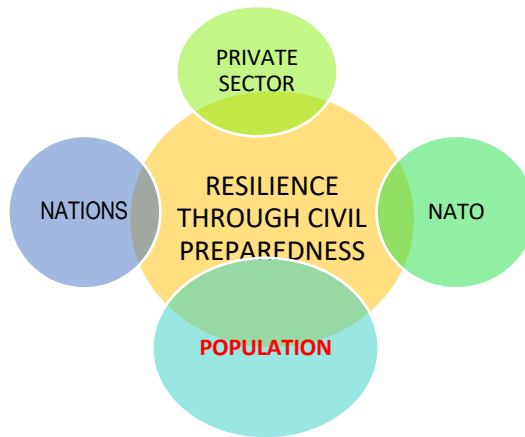 PRIVATE
SECTOR
RESILIENCE
THROUGH CIVIL
PREPAREDNESS
NATIONS
NATO
POPULATION